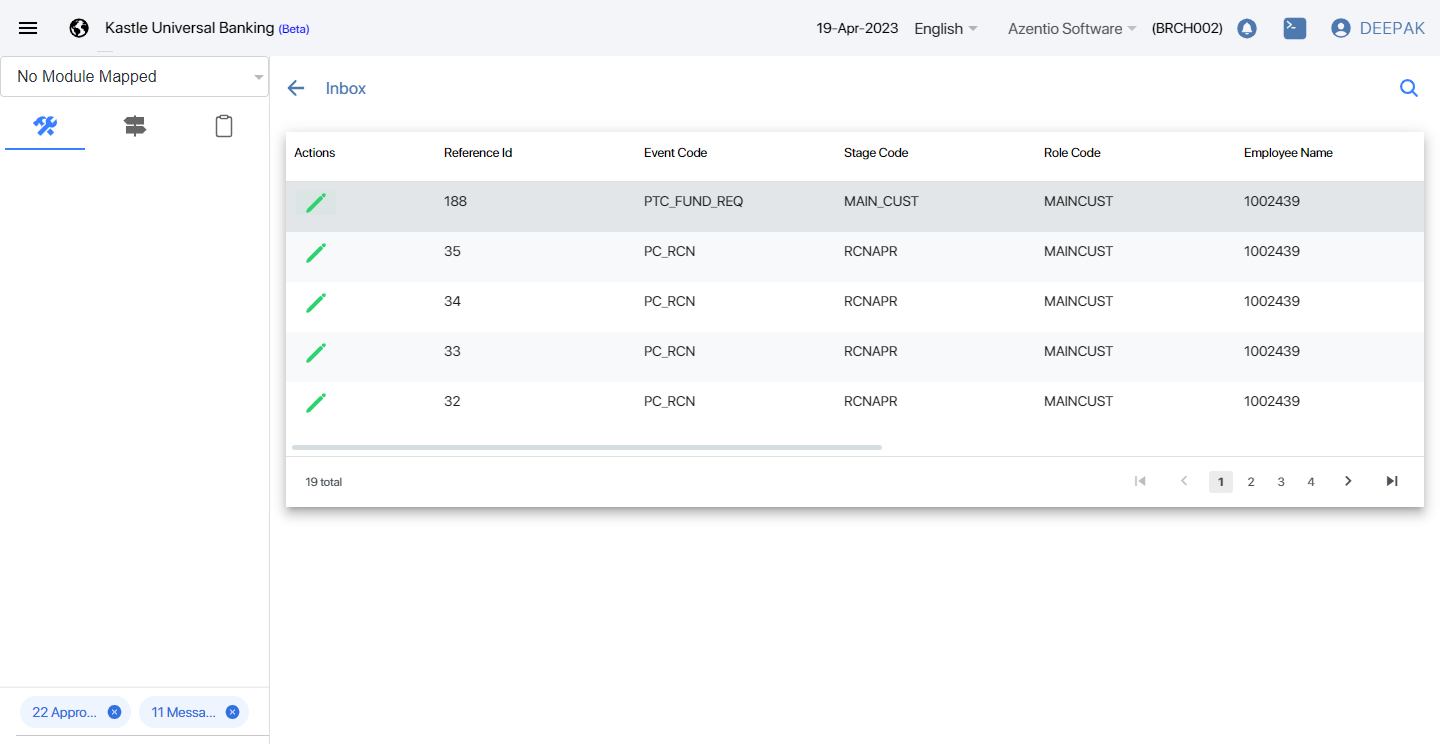 Kastle Universal Banking (Beta) 19-Apr-2023 English Azentio Software (BRCH002) DEEPAK
No Module Mapped
Inbox
Actions Reference Id Event Code Stage Code Role Code Employee Name
188 PTC_FUND_REQ MAIN_CUST MAINCUST 1002439
35 PC_RCN RCNAPR MAINCUST 1002439
34 PC_RCN RCNAPR MAINCUST 1002439
33 PC_RCN RCNAPR MAINCUST 1002439
32 PC_RCN RCNAPR MAINCUST 1002439
19 total 1 2 3 4
22 Appro... 11 Messa...